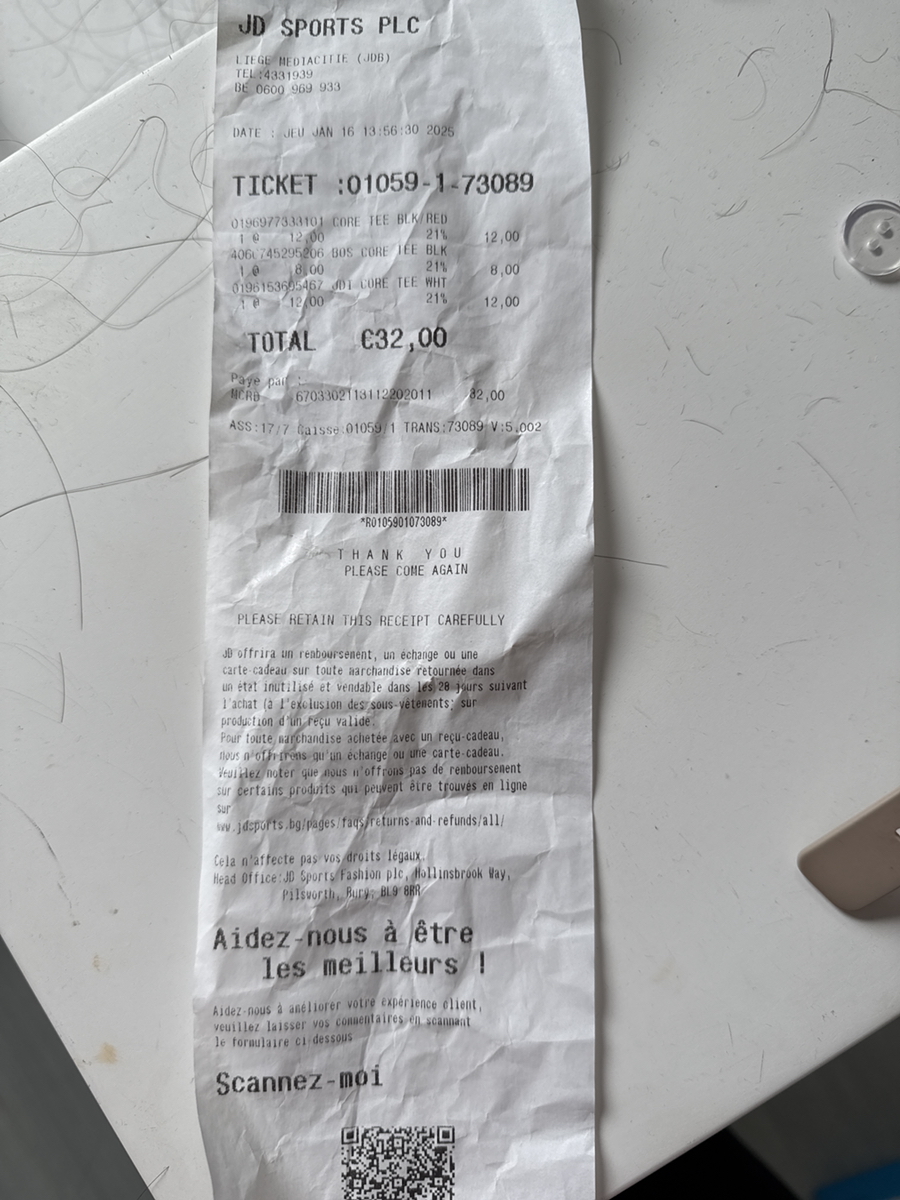 JD SPORTS PLC
LIEGE MEDIACITIE (JDB)
TEL:4331939
BE 0600 969 933
DATE : JEU JAN 16 13:56:30 2025
TICKET :01059-1-73089
0196977333101 CORE TEE BLK/RED
1 @ 12,00 21% 12,00
4060745295206 BOS CORE TEE BLK
1 @ 8,00 21% 8,00
0196153695467 JDI CORE TEE WHT
1 @ 12,00 21% 12,00
TOTAL €32,00
Paye par :
MCRB 6703302113112202011 32,00
ASS:17/7 Caisse:01059/1 TRANS:73089 V:5.002
*R0105901073089*
THANK YOU
PLEASE COME AGAIN
PLEASE RETAIN THIS RECEIPT CAREFULLY
JD offrira un remboursement, un échange ou une
carte-cadeau sur toute marchandise retournée dans
un état inutilisé et vendable dans les 28 jours suivant
l'achat (à l'exclusion des sous-vêtements; sur
production d'un reçu valide.
Pour toute marchandise achetée avec un reçu-cadeau,
nous n'offrirons qu'un échange ou une carte-cadeau.
Veuillez noter que nous n'offrons pas de remboursement
sur certains produits qui peuvent être trouvés en ligne
sur
www.jdsports.bg/pages/faqs/returns-and-refunds/all/
Cela n'affecte pas vos droits légaux.
Head Office:JD Sports Fashion plc, Hollinsbrook Way,
Pilsworth, Bury, BL9 8RR
Aidez-nous à être
les meilleurs !
Aidez-nous à améliorer votre expérience client,
veuillez laisser vos commentaires en scannant
le formulaire ci-dessous
Scannez-moi